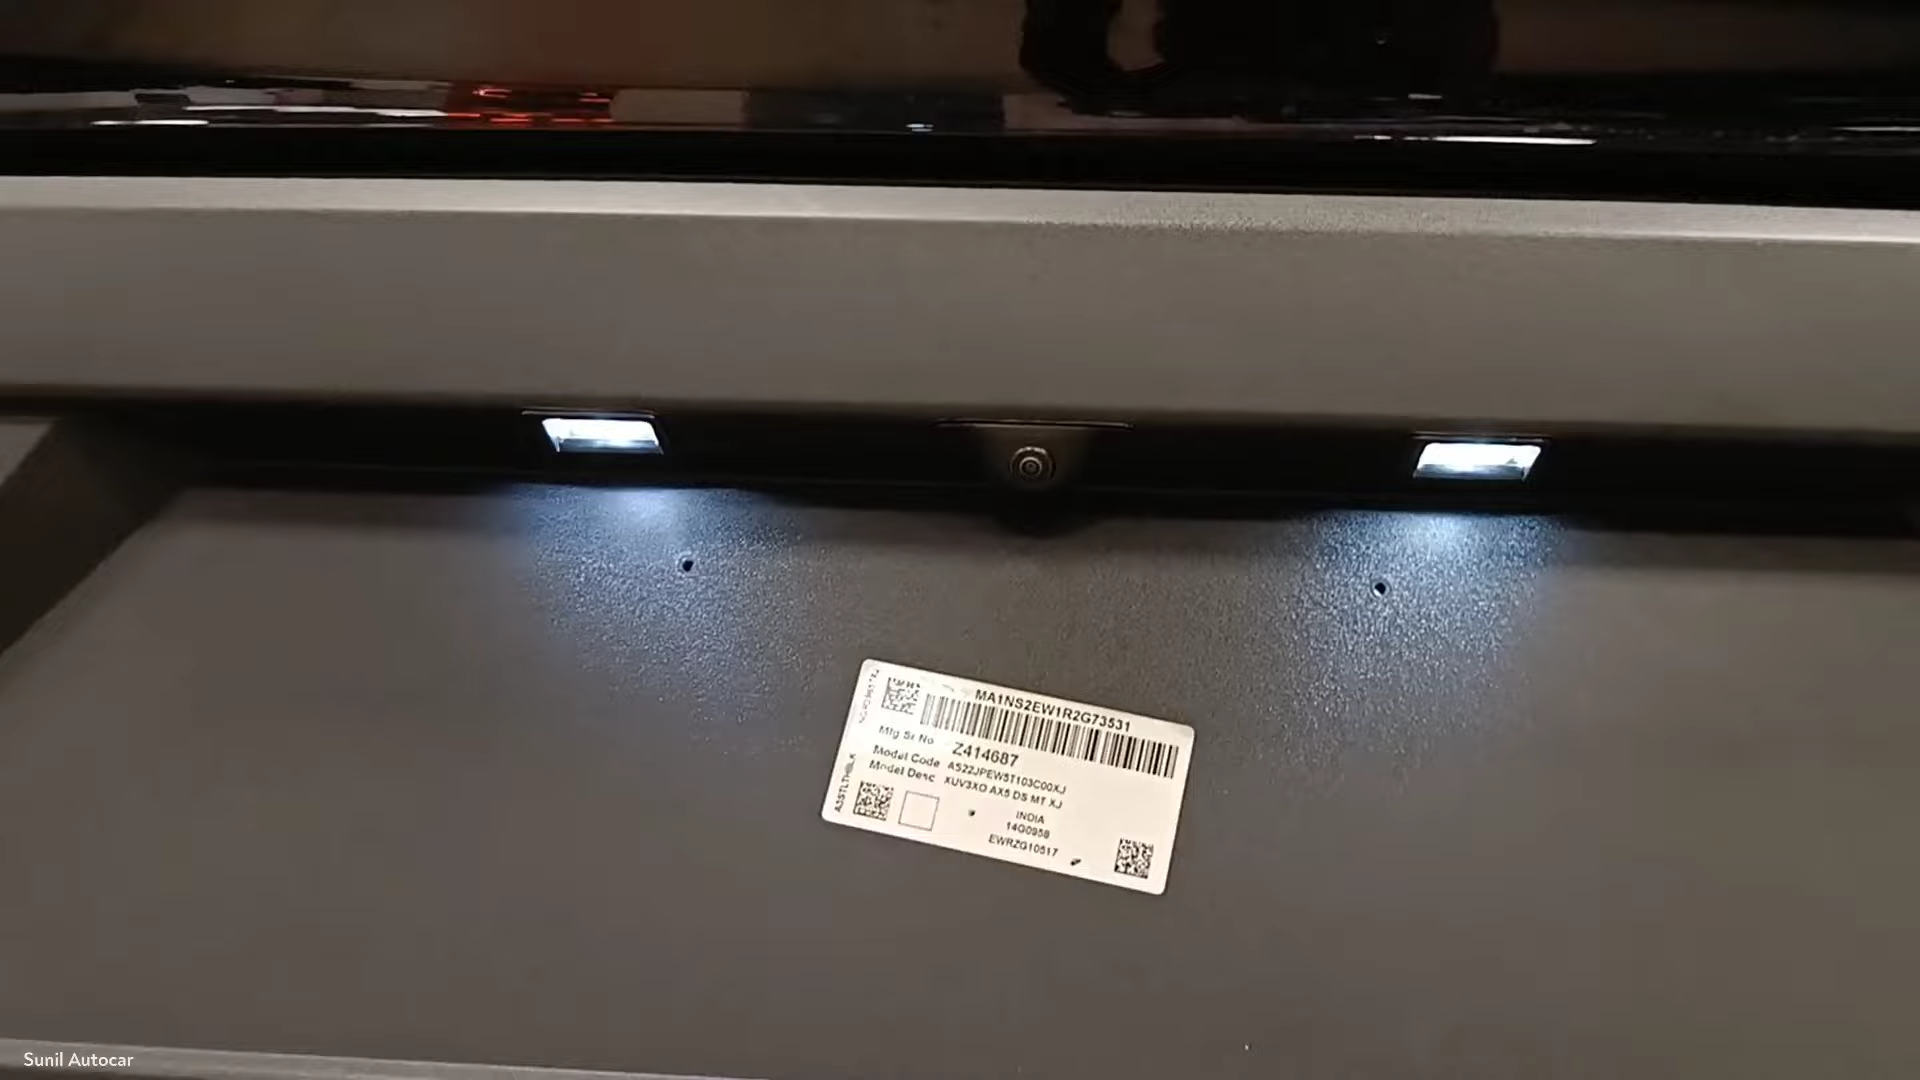 MA1NS2EW1R2G73531
Mfg Sr No Z414687
Model Code AS22JPEW5T103C00XJ
Model Desc XUV3XO AX5 DS MT XJ
INDIA
14G0958
EWRZG10517
Sunil Autocar